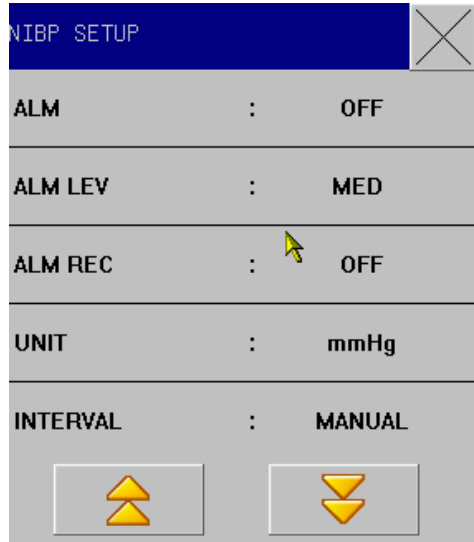 NIBP SETUP
ALM : OFF
ALM LEV : MED
ALM REC : OFF
UNIT : mmHg
INTERVAL : MANUAL